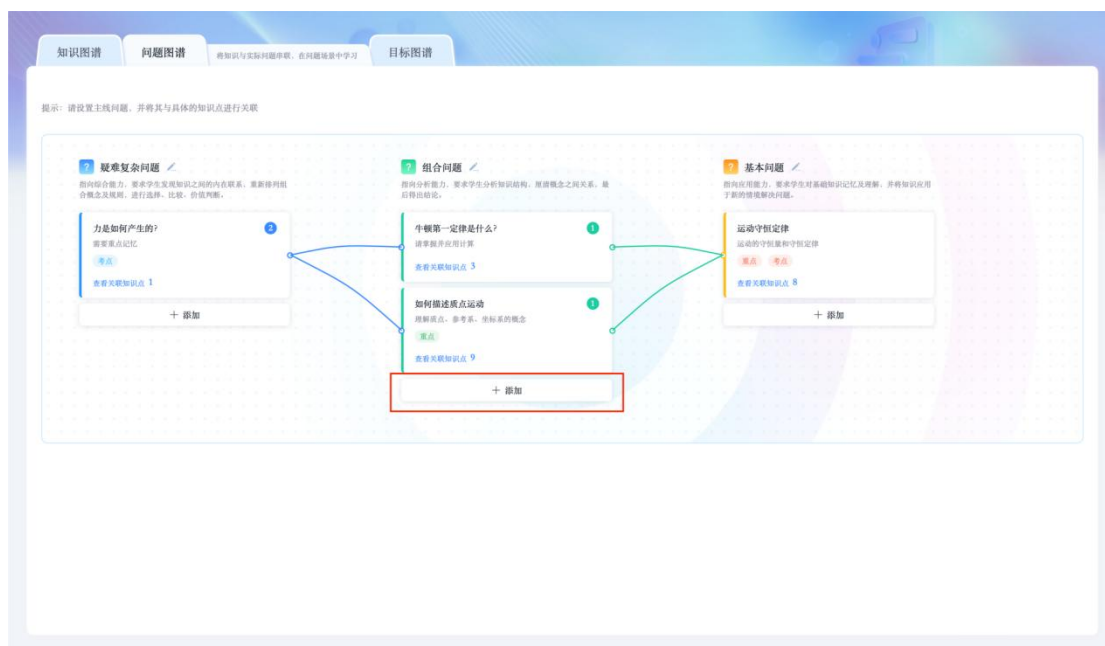 知识图谱
问题图谱
将知识与实际问题串联，在问题场景中学习
目标图谱
提示：请设置主线问题，并将其与具体的知识点进行关联
? 疑难复杂问题
指向综合能力，要求学生发现知识之间的内在联系，重新排列组
合概念及规则，进行选择、比较、价值判断。
力是如何产生的?
2
需要重点记忆
考点
查看关联知识点 1
+ 添加
? 组合问题
指向分析能力，要求学生分析知识结构，厘清概念之间关系，最
后得出结论。
牛顿第一定律是什么?
1
请掌握并应用计算
查看关联知识点 3
如何描述质点运动
1
理解质点、参考系、坐标系的概念
重点
查看关联知识点 9
+ 添加
? 基本问题
指向应用能力，要求学生对基础知识记忆及理解，并将知识应用
于新的情境解决问题。
运动守恒定律
运动的守恒量和守恒定律
重点 考点
查看关联知识点 8
+ 添加